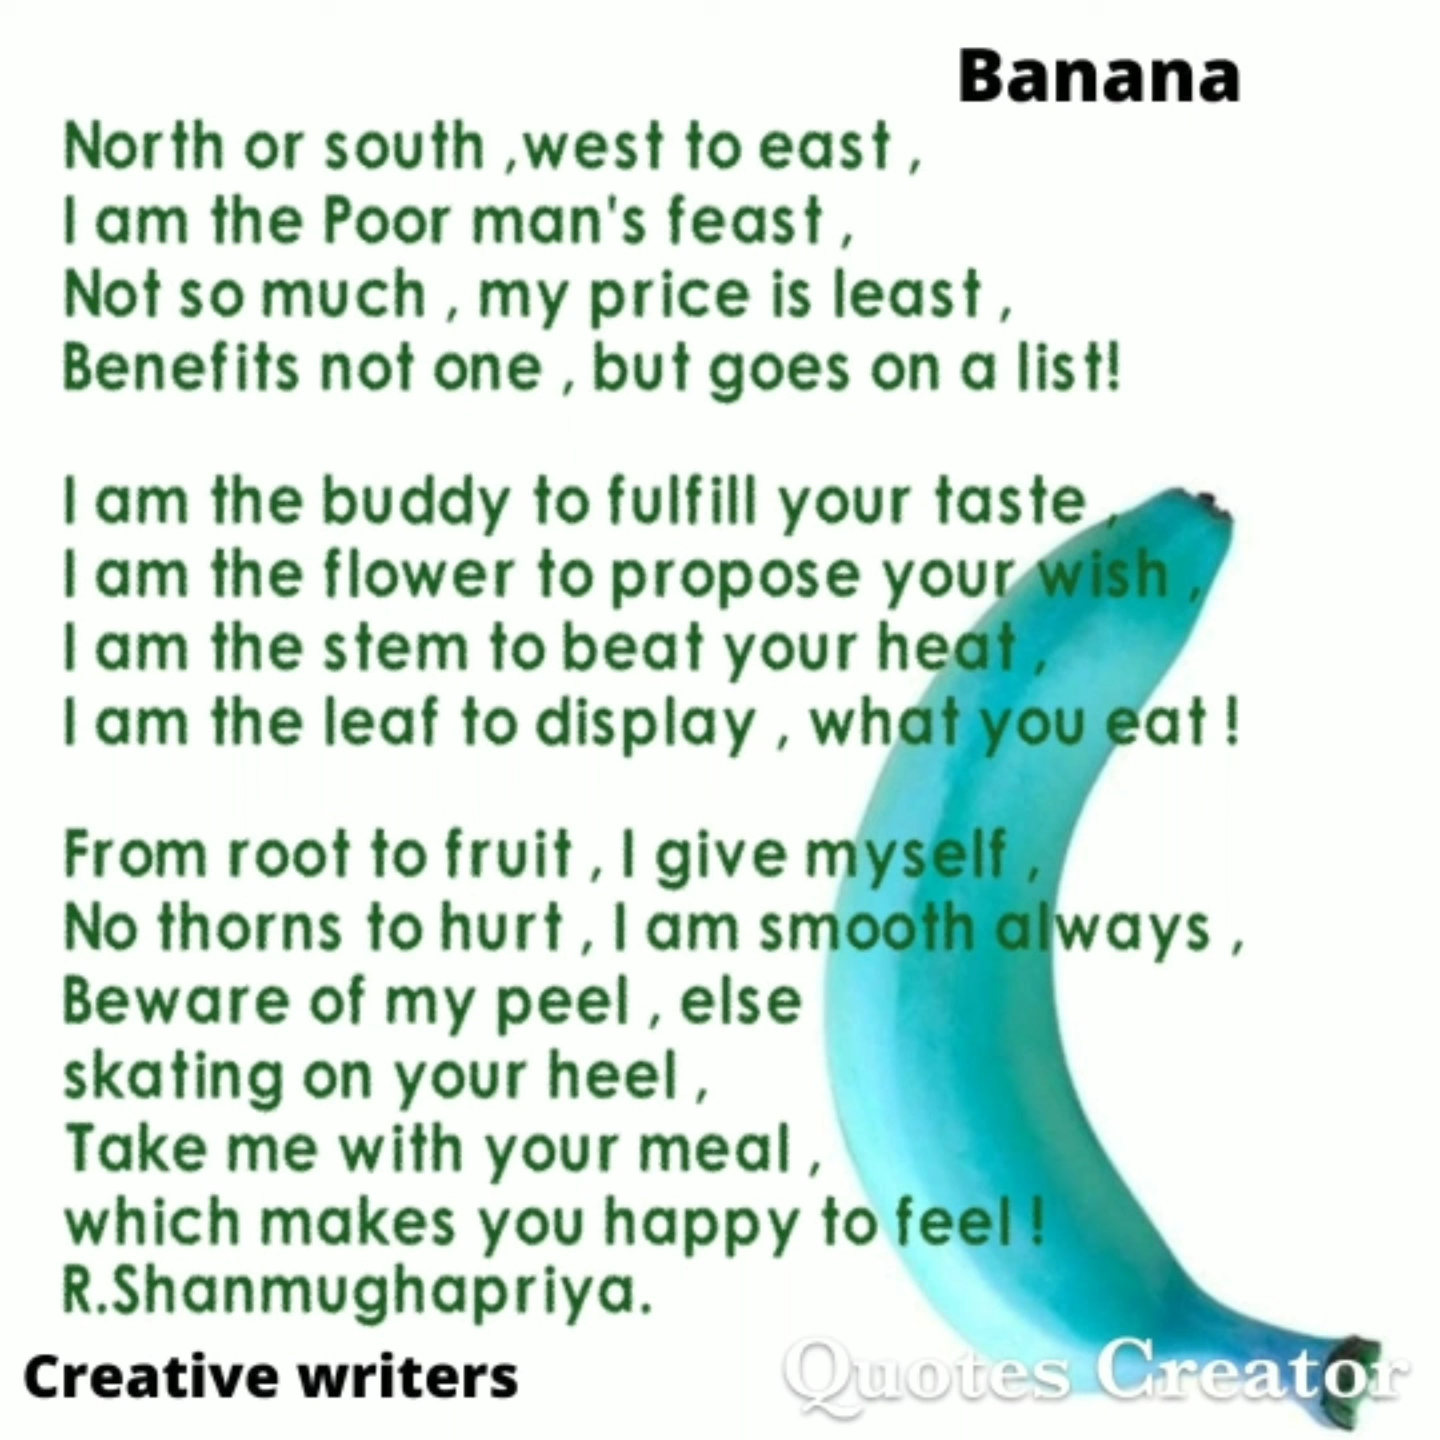 Banana
North or south ,west to east ,
I am the Poor man's feast ,
Not so much , my price is least ,
Benefits not one , but goes on a list!
I am the buddy to fulfill your taste ,
I am the flower to propose your wish ,
I am the stem to beat your heat ,
I am the leaf to display , what you eat !
From root to fruit , I give myself ,
No thorns to hurt , I am smooth always ,
Beware of my peel , else
skating on your heel ,
Take me with your meal ,
which makes you happy to feel !
R.Shanmughapriya.
Creative writers
Quotes Creator